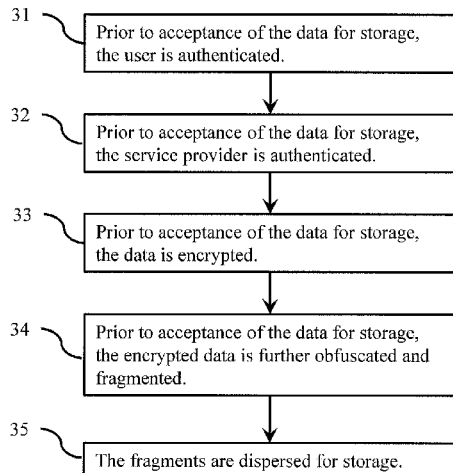 31
Prior to acceptance of the data for storage,
the user is authenticated.
32
Prior to acceptance of the data for storage,
the service provider is authenticated.
33
Prior to acceptance of the data for storage,
the data is encrypted.
34
Prior to acceptance of the data for storage,
the encrypted data is further obfuscated and
fragmented.
35
The fragments are dispersed for storage.